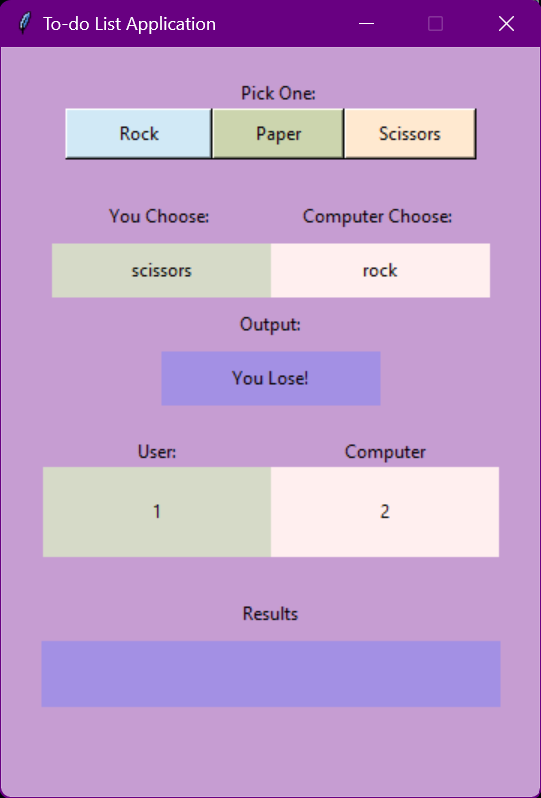 To-do List Application
Pick One:
Rock Paper Scissors
You Choose: Computer Choose:
scissors rock
Output:
You Lose!
User: Computer
1 2
Results